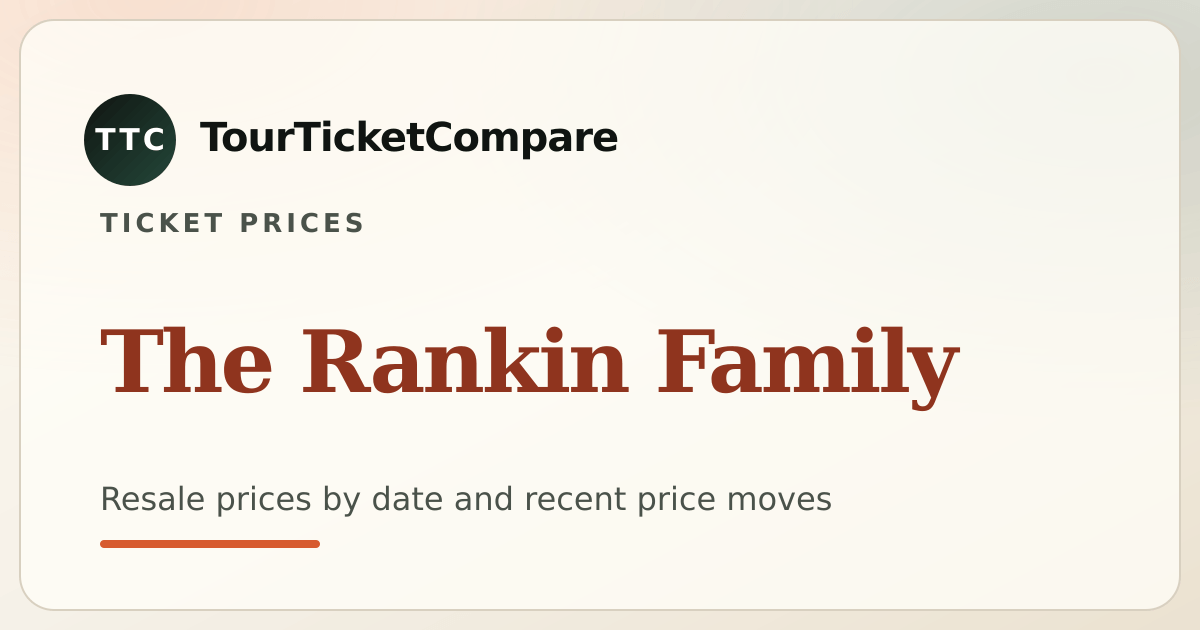 TTC TourTicketCompare
TICKET PRICES
The Rankin Family
Resale prices by date and recent price moves